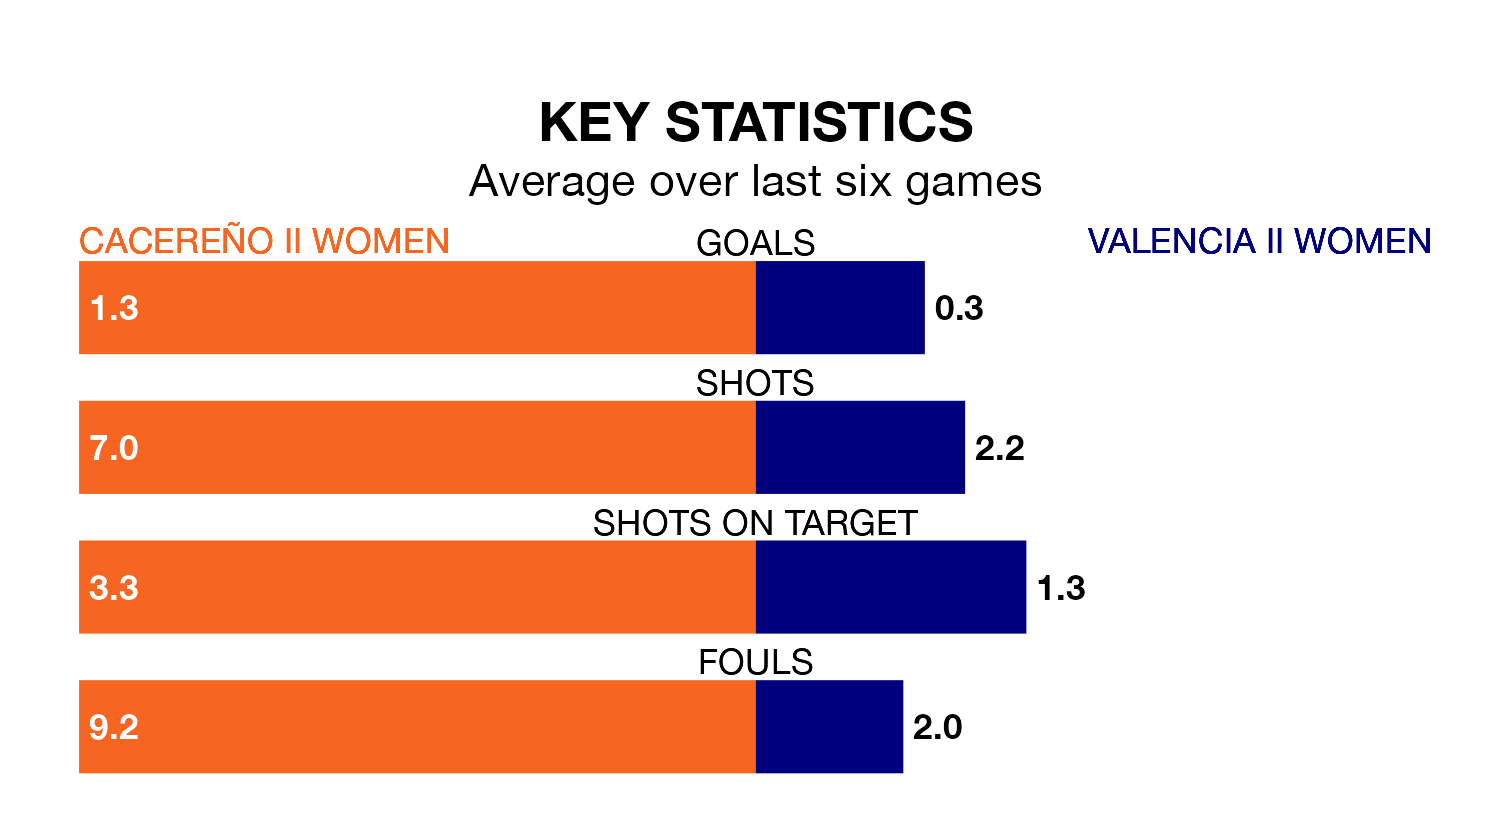 KEY STATISTICS
Average over last six games
CACEREÑO II WOMEN
GOALS
VALENCIA II WOMEN
1.3
0.3
SHOTS
7.0
2.2
SHOTS ON TARGET
3.3
1.3
FOULS
9.2
2.0